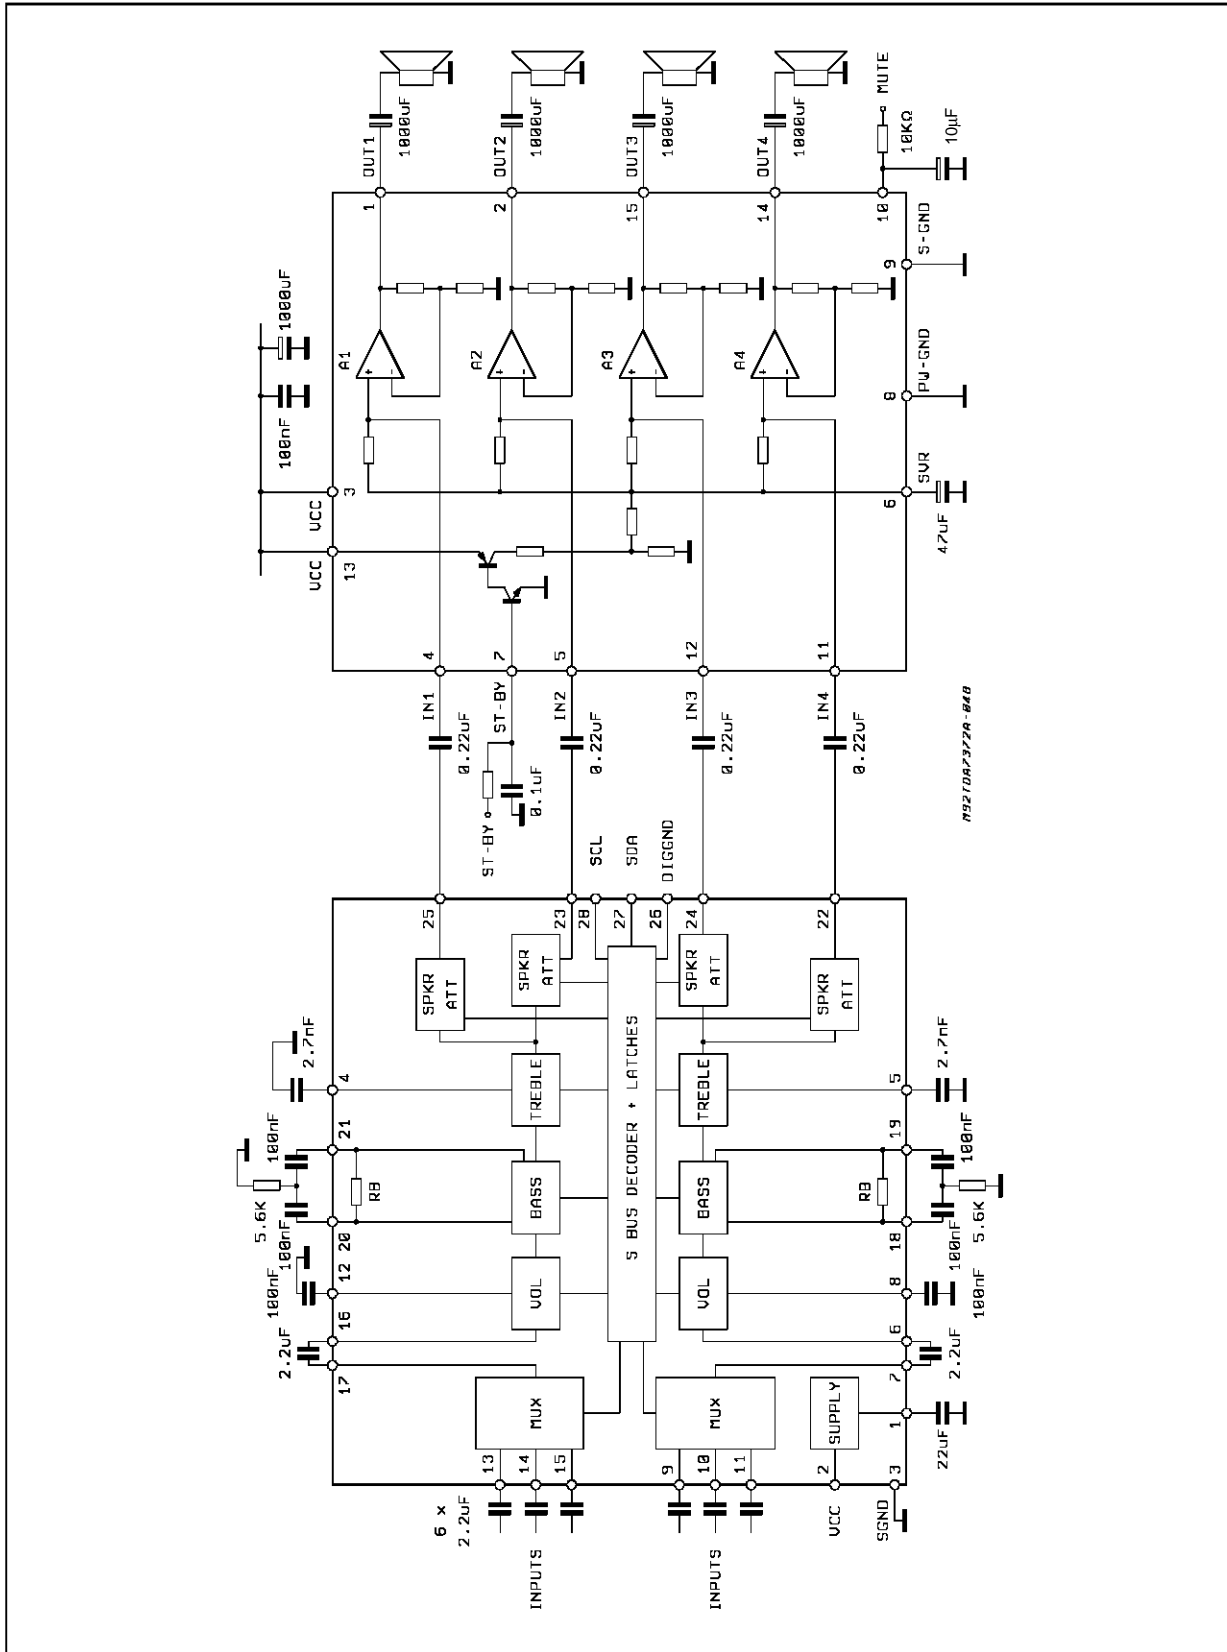 OUT1
1000uF
OUT2
1000uF
OUT3
1000uF
OUT4
1000uF
MUTE
10KΩ
10µF
1
2
15
14
10
S-GND
9
1000uF
100nF
A1
A2
A3
A4
+
-
+
-
+
-
+
-
PW-GND
8
SVR
6
47uF
VCC
3
VCC
13
4
7
5
12
11
IN1
ST-BY
IN2
IN3
IN4
0.22uF
0.22uF
0.22uF
0.22uF
ST-BY
0.1uF
SCL
SDA
DIGGND
M92TDA7372A-04B
25
23
28
27
26
24
22
SPKR
ATT
SPKR
ATT
SPKR
ATT
SPKR
ATT
2.7nF
4
TREBLE
S BUS DECODER + LATCHES
TREBLE
5
2.7nF
21
100nF
5.6K
100nF
20
RB
BASS
BASS
RB
19
100nF
5.6K
100nF
18
12
100nF
VOL
VOL
8
100nF
16
2.2uF
17
6
2.2uF
7
MUX
MUX
SUPPLY
1
22uF
13
14
15
9
10
11
2
3
6 x
2.2uF
INPUTS
INPUTS
VCC
SGND